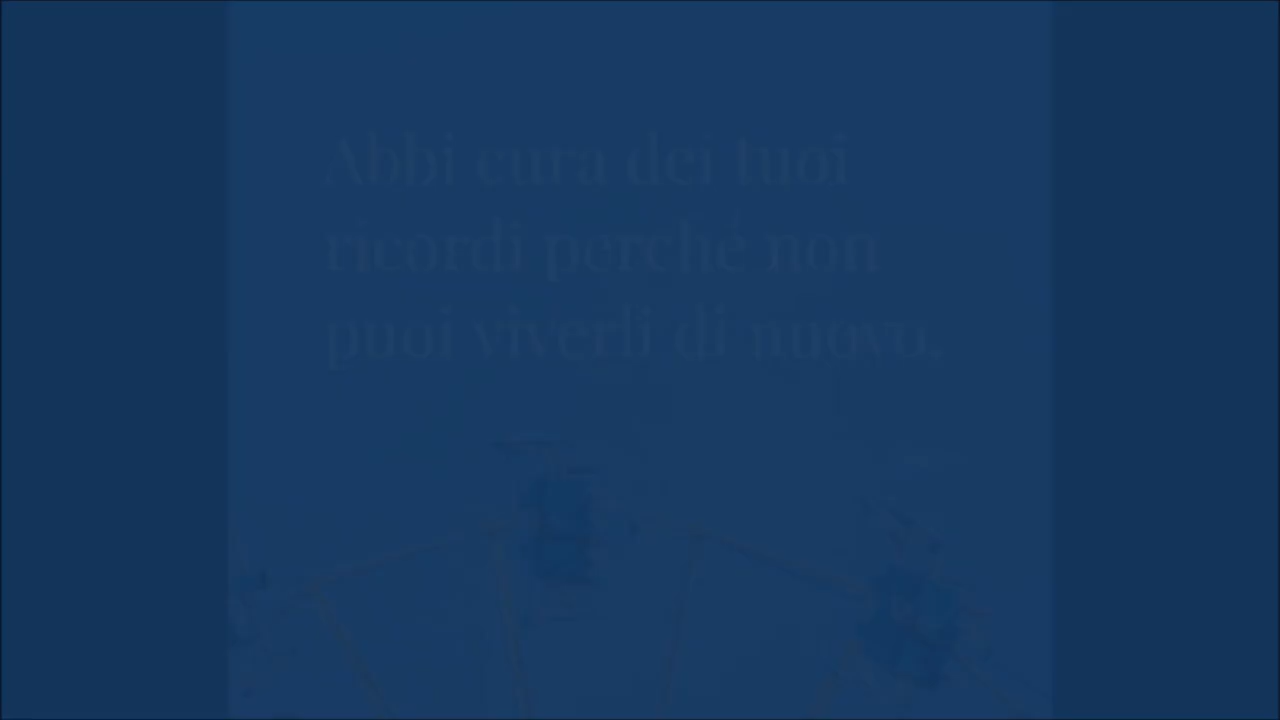 Abbi cura dei tuoi
ricordi perché non
puoi viverli di nuovo.